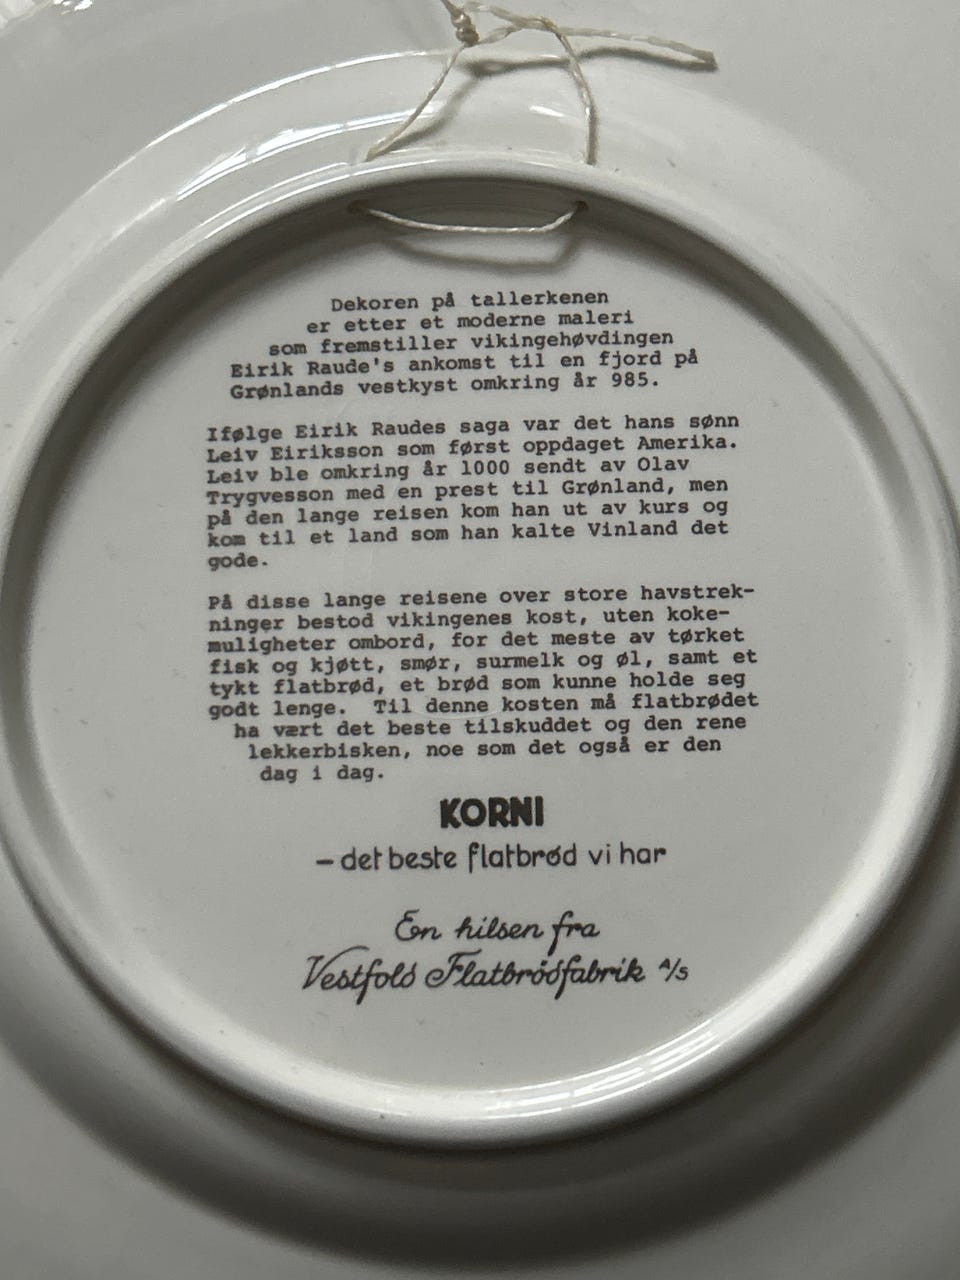 Dekoren på tallerkenen
er etter et moderne maleri
som fremstiller vikingehøvdingen
Eirik Raude's ankomst til en fjord på
Grønlands vestkyst omkring år 985.
Ifølge Eirik Raudes saga var det hans sønn
Leiv Eiriksson som først oppdaget Amerika.
Leiv ble omkring år 1000 sendt av Olav
Trygvesson med en prest til Grønland, men
på den lange reisen kom han ut av kurs og
kom til et land som han kalte Vinland det
gode.
På disse lange reisene over store havstrek-
ninger bestod vikingenes kost, uten koke-
muligheter ombord, for det meste av tørket
fisk og kjøtt, smør, surmelk og øl, samt et
tykt flatbrød, et brød som kunne holde seg
godt lenge. Til denne kosten må flatbrødet
ha vært det beste tilskuddet og den rene
lekkerbisken, noe som det også er den
dag i dag.
KORNI
– det beste flatbrød vi har
En hilsen fra
Vestfold Flatbrødfabrik A/S